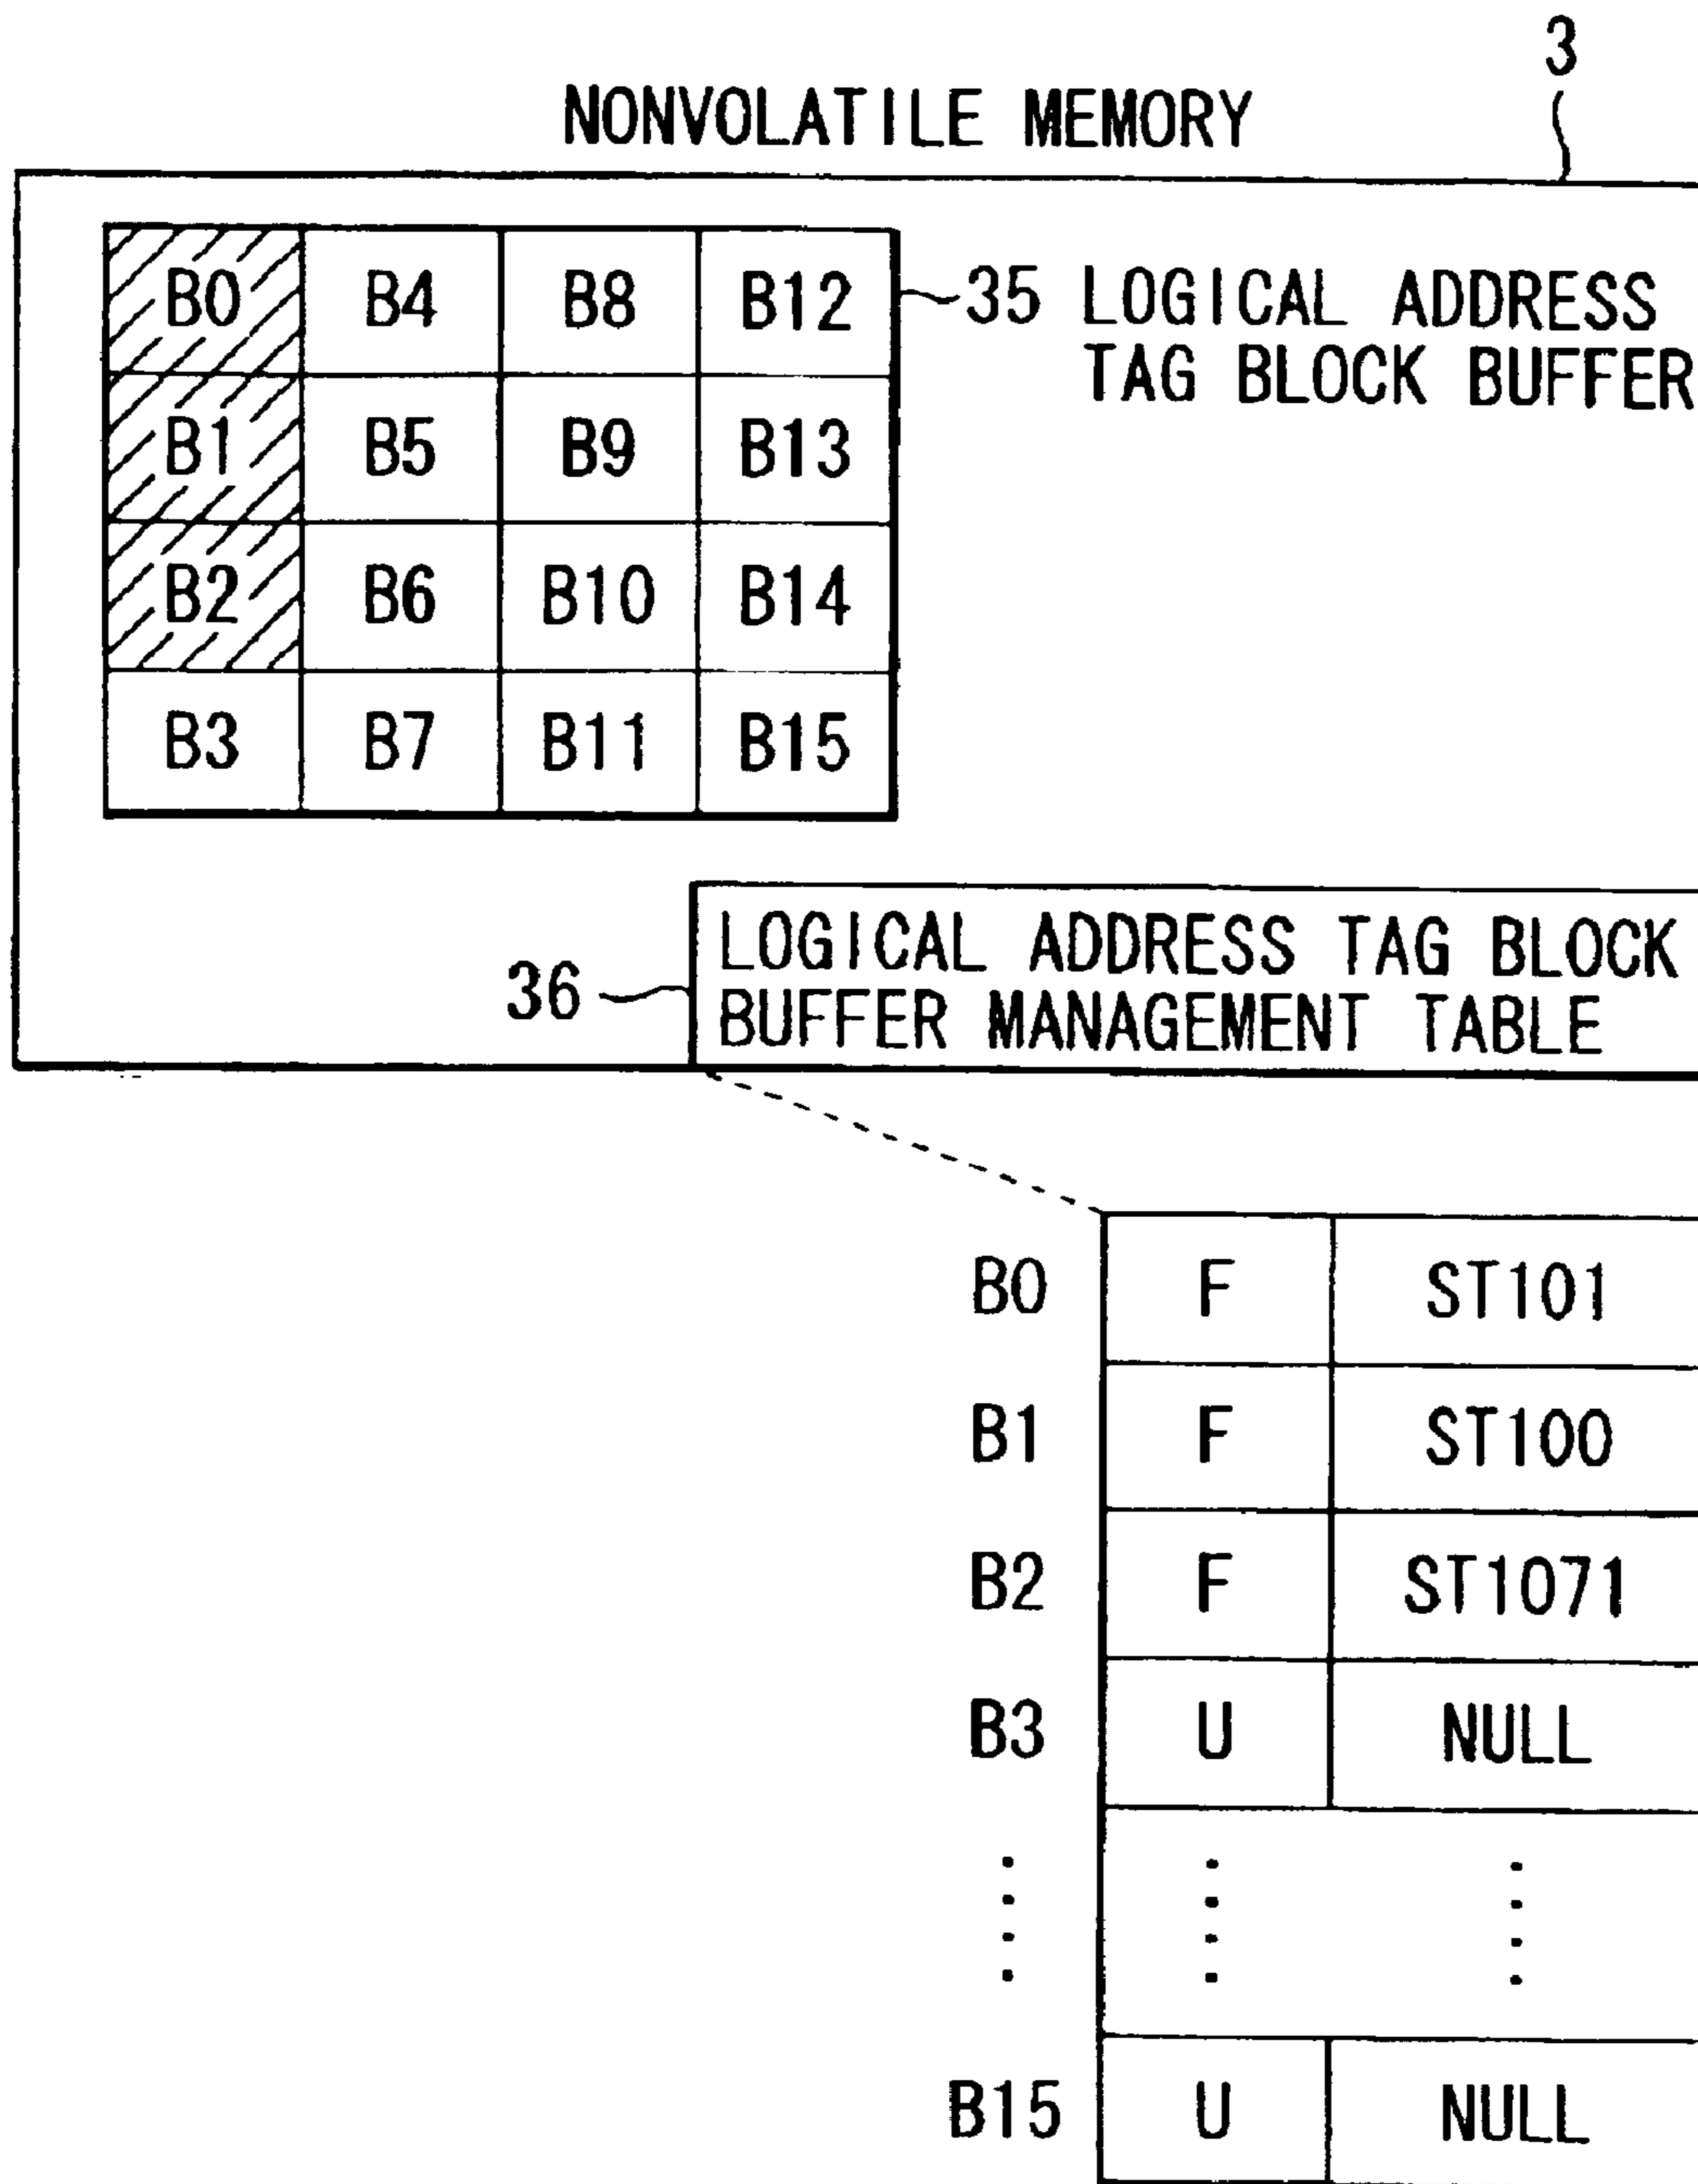 3
NONVOLATILE MEMORY
B0 B4 B8 B12
35 LOGICAL ADDRESS
TAG BLOCK BUFFER
B1 B5 B9 B13
B2 B6 B10 B14
B3 B7 B11 B15
36
LOGICAL ADDRESS TAG BLOCK
BUFFER MANAGEMENT TABLE
B0 F ST101
B1 F ST100
B2 F ST1071
B3 U NULL
B15 U NULL